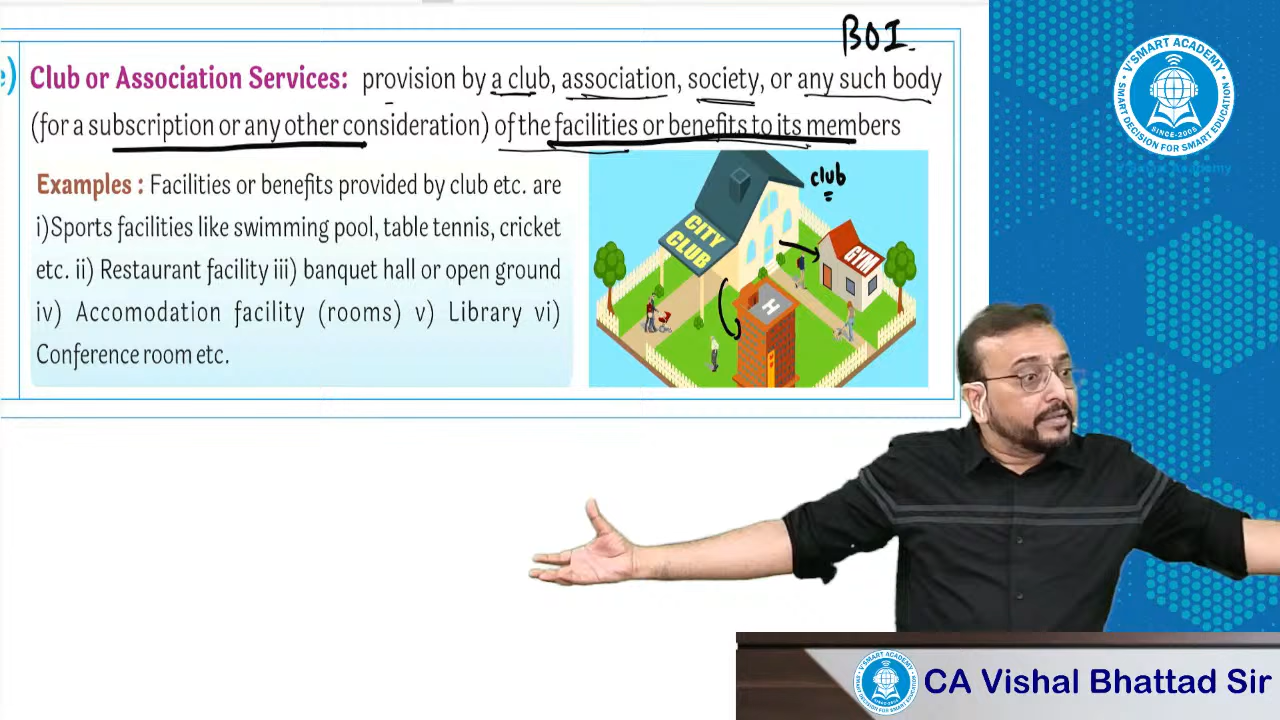 BOI.
e) Club or Association Services: provision by a club, association, society, or any such body
(for a subscription or any other consideration) of the facilities or benefits to its members
Examples : Facilities or benefits provided by club etc. are
i)Sports facilities like swimming pool, table tennis, cricket
etc. ii) Restaurant facility iii) banquet hall or open ground
iv) Accomodation facility (rooms) v) Library vi)
Conference room etc.
club
CITY
CLUB
GYM
H
V'SMART ACADEMY
SMART DECISION FOR SMART EDUCATION
SINCE-2008
V'Smart Academy
CA Vishal Bhattad Sir